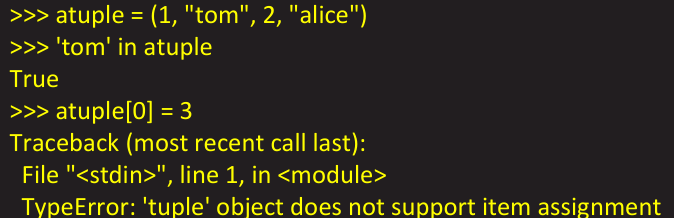 >>> atuple = (1, "tom", 2, "alice")
>>> 'tom' in atuple
True
>>> atuple[0] = 3
Traceback (most recent call last):
  File "<stdin>", line 1, in <module>
  TypeError: 'tuple' object does not support item assignment